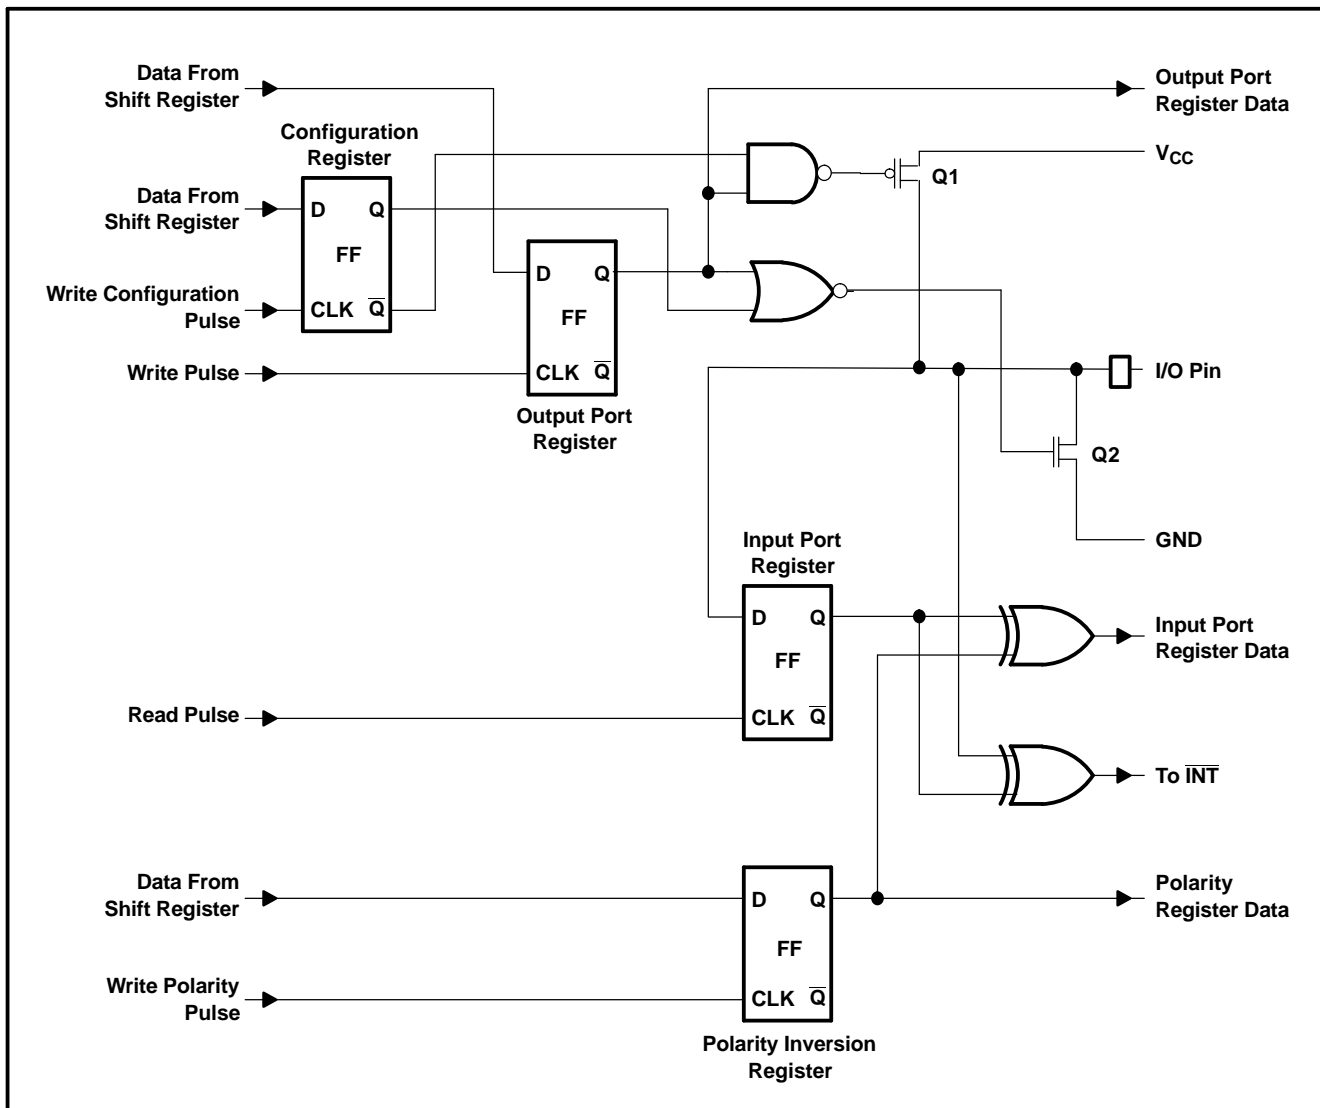 Data From
Shift Register
Output Port
Register Data
Configuration
Register
VCC
Q1
Data From
Shift Register
D Q
FF
CLK Q̅
Write Configuration
Pulse
D Q
FF
CLK Q̅
Write Pulse
I/O Pin
Output Port
Register
Q2
GND
Input Port
Register
D Q
FF
CLK Q̅
Input Port
Register Data
Read Pulse
To I̅N̅T̅
Data From
Shift Register
D Q
FF
CLK Q̅
Polarity
Register Data
Write Polarity
Pulse
Polarity Inversion
Register